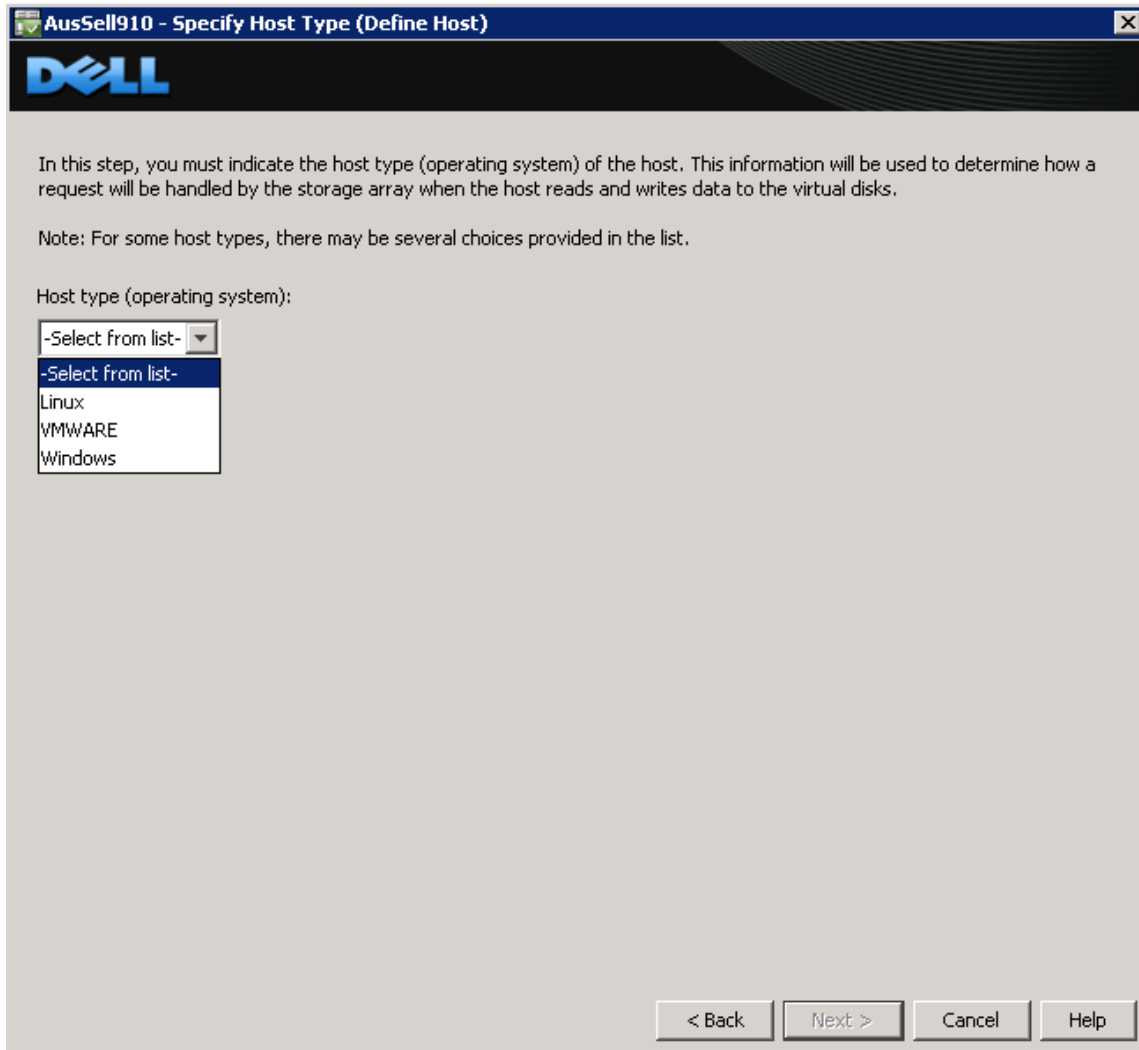 AusSell910 - Specify Host Type (Define Host)
DELL
In this step, you must indicate the host type (operating system) of the host. This information will be used to determine how a
request will be handled by the storage array when the host reads and writes data to the virtual disks.
Note: For some host types, there may be several choices provided in the list.
Host type (operating system):
-Select from list-
-Select from list-
Linux
VMWARE
Windows
< Back Next > Cancel Help